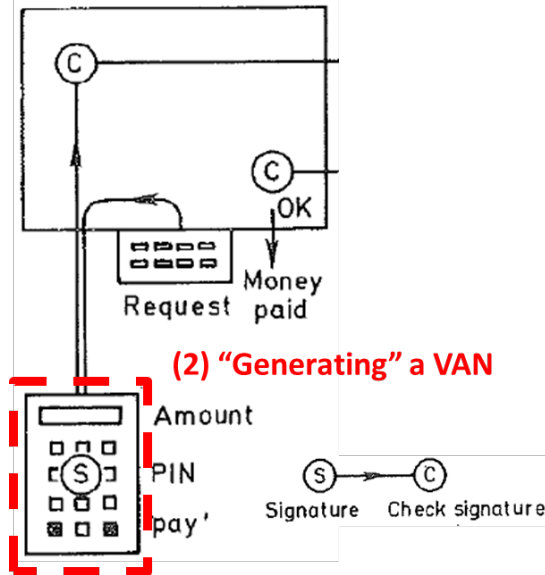 C
C
OK
Request
Money
paid
(2) “Generating” a VAN
Amount
S
PIN
pay'
S
C
Signature
Check signature